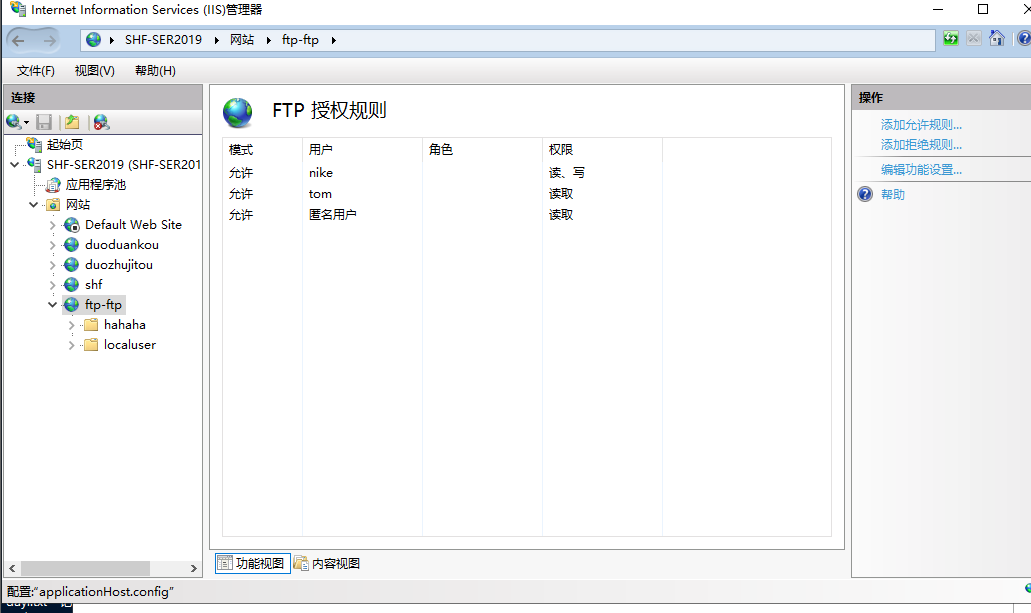 Internet Information Services (IIS)管理器
SHF-SER2019 网站 ftp-ftp
文件(F) 视图(V) 帮助(H)
连接
起始页
SHF-SER2019 (SHF-SER201
应用程序池
网站
Default Web Site
duoduankou
duozhujitou
shf
ftp-ftp
hahaha
localuser
FTP 授权规则
模式 用户 角色 权限
允许 nike 读、写
允许 tom 读取
允许 匿名用户 读取
功能视图 内容视图
操作
添加允许规则...
添加拒绝规则...
编辑功能设置...
帮助
配置:"applicationHost.config"